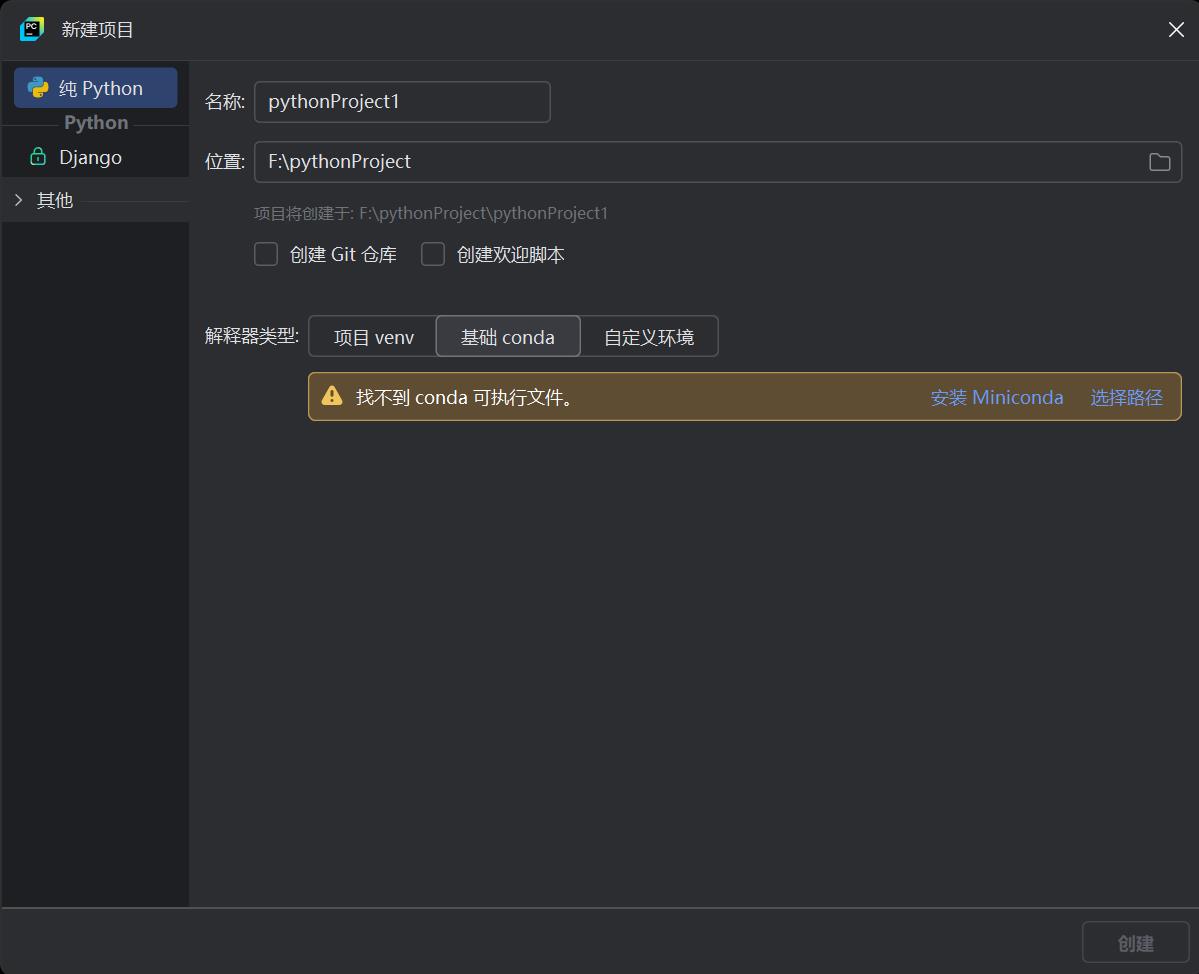 PC
新建项目
纯 Python
Python
Django
其他
名称: pythonProject1
位置: F:\pythonProject
项目将创建于: F:\pythonProject\pythonProject1
创建 Git 仓库 创建欢迎脚本
解释器类型: 项目 venv 基础 conda 自定义环境
找不到 conda 可执行文件。 安装 Miniconda 选择路径
创建